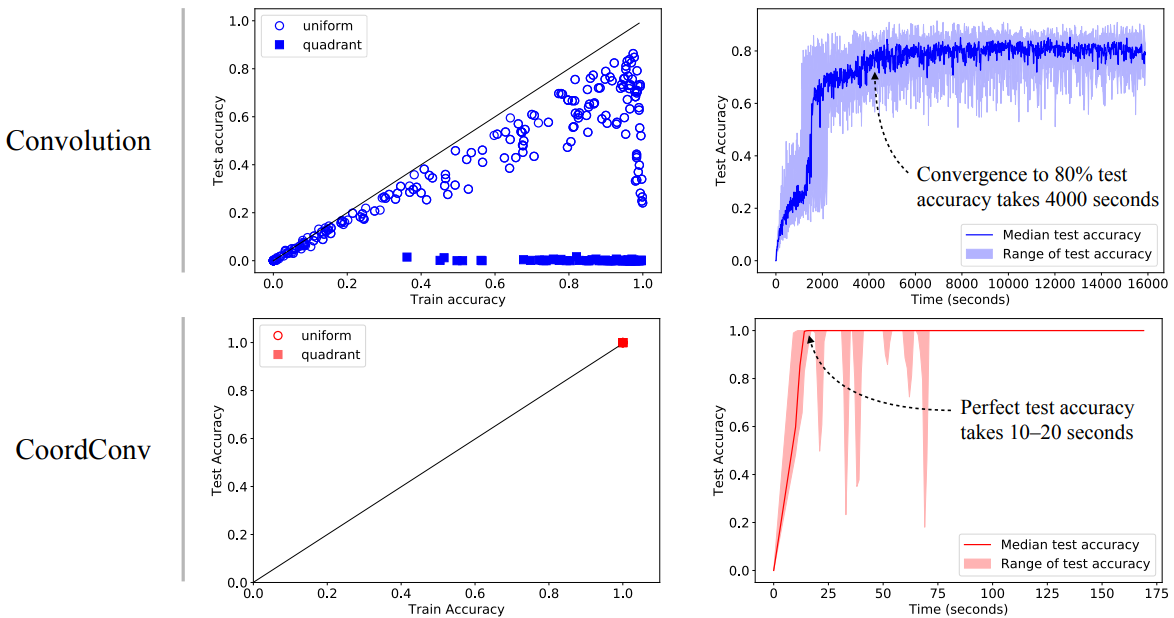 Convolution
uniform
quadrant
Test accuracy
1.0
0.8
0.6
0.4
0.2
0.0
0.0 0.2 0.4 0.6 0.8 1.0
Train accuracy
Test Accuracy
0.8
0.6
0.4
0.2
0.0
Convergence to 80% test
accuracy takes 4000 seconds
Median test accuracy
Range of test accuracy
0 2000 4000 6000 8000 10000 12000 14000 16000
Time (seconds)
CoordConv
uniform
quadrant
Test Accuracy
1.0
0.8
0.6
0.4
0.2
0.0
0.0 0.2 0.4 0.6 0.8 1.0
Train Accuracy
Test Accuracy
1.0
0.8
0.6
0.4
0.2
0.0
Perfect test accuracy
takes 10–20 seconds
Median test accuracy
Range of test accuracy
0 25 50 75 100 125 150 175
Time (seconds)